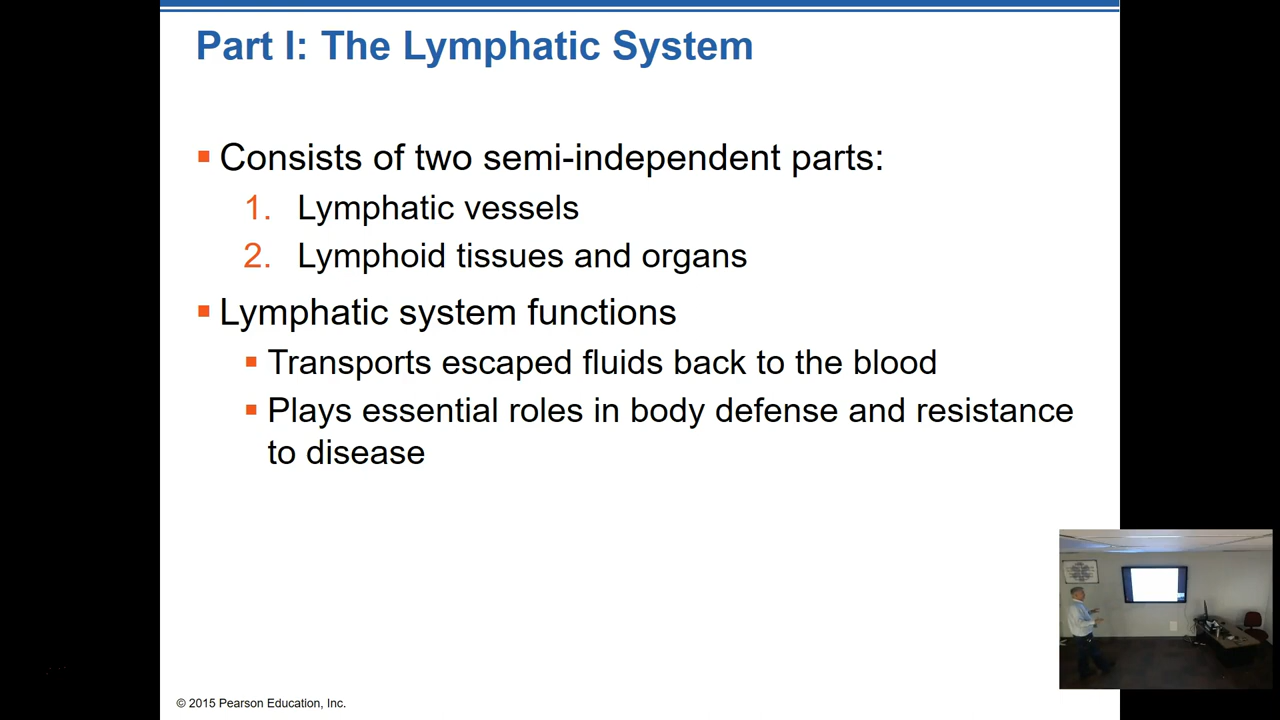 Part I: The Lymphatic System
Consists of two semi-independent parts:
1. Lymphatic vessels
2. Lymphoid tissues and organs
Lymphatic system functions
Transports escaped fluids back to the blood
Plays essential roles in body defense and resistance
to disease
© 2015 Pearson Education, Inc.